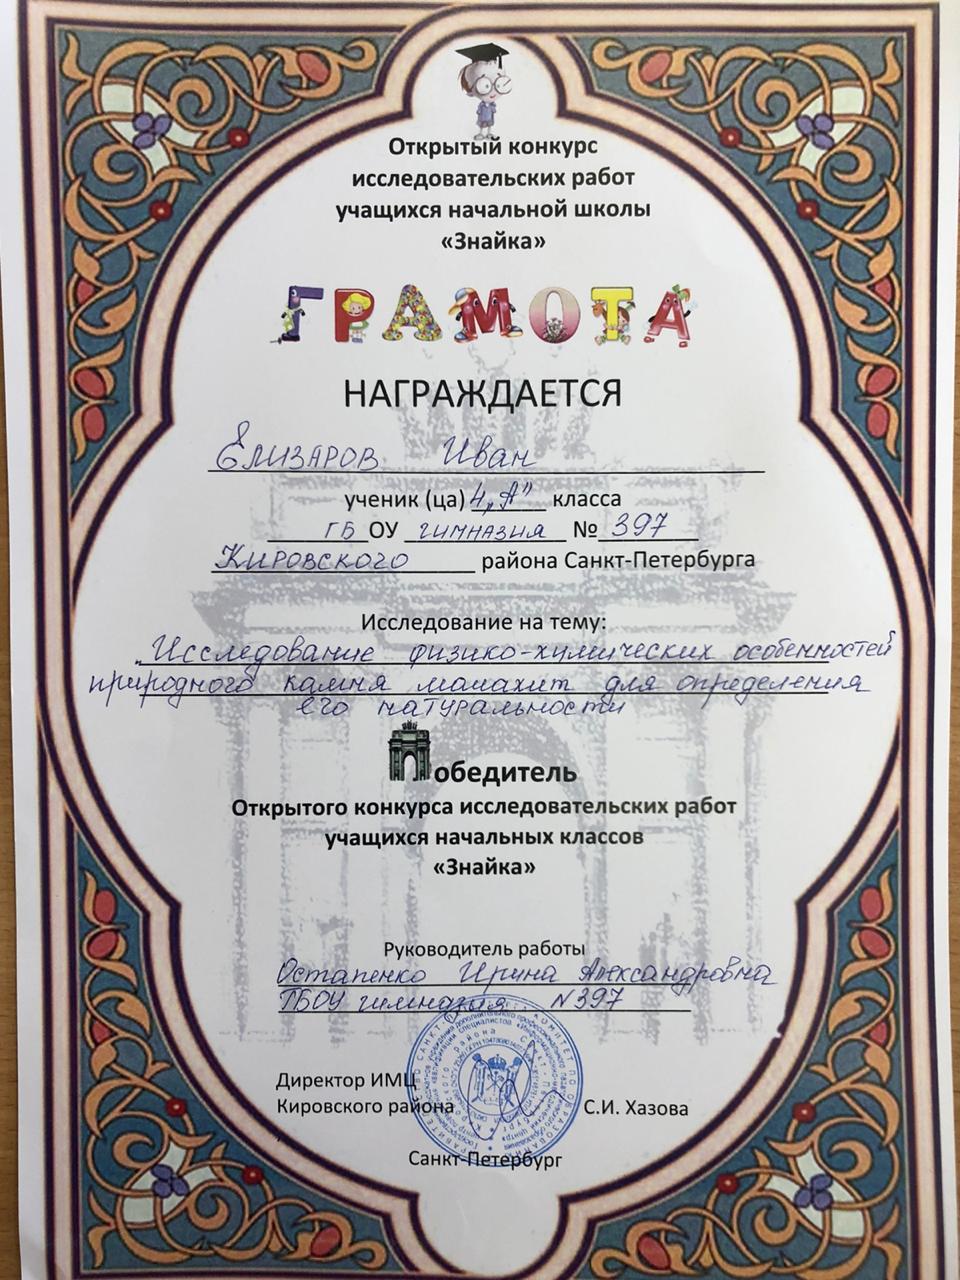 Открытый конкурс
исследовательских работ
учащихся начальной школы
«Знайка»
ГРАМОТА
НАГРАЖДАЕТСЯ
Елизаров Иван
ученик (ца) 4 „А" класса
ГБ ОУ гимназия № 397
Кировского района Санкт-Петербурга
Исследование на тему:
„Исследование физико-химических особенностей
природного камня малахит для определения
его натуральности
Победитель
Открытого конкурса исследовательских работ
учащихся начальных классов
«Знайка»
Руководитель работы
Остапенко Ирина Александровна
ГБОУ гимназия N397
Директор ИМЦ
Кировского района С.И. Хазова
Санкт-Петербург